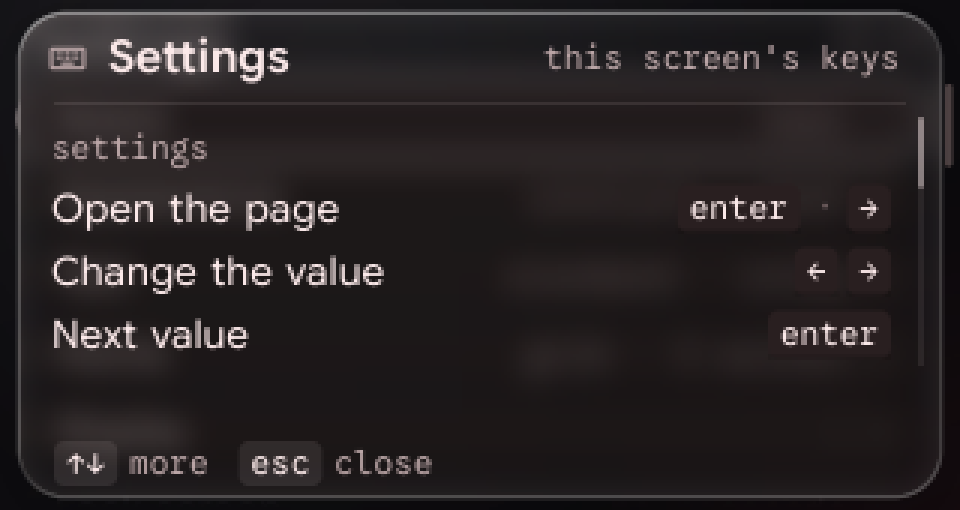 Settings this screen's keys
settings
Open the page enter · →
Change the value ← →
Next value enter
↑↓ more esc close